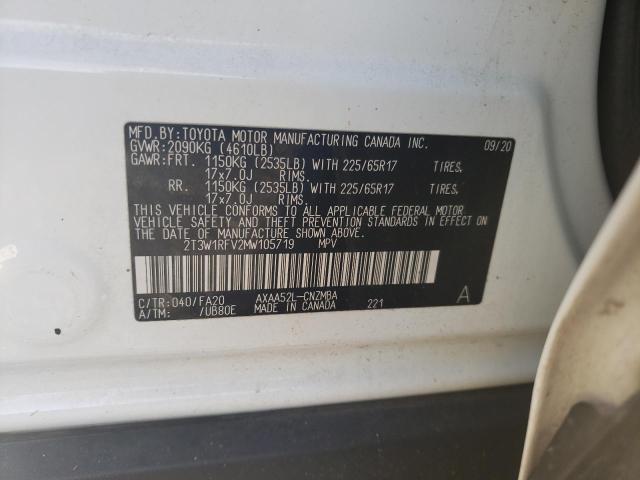 MFD.BY:TOYOTA MOTOR MANUFACTURING CANADA INC. 09/20
GVWR:2090KG (4610LB)
GAWR:FRT. 1150KG (2535LB) WITH 225/65R17 TIRES.
17x7.0J RIMS.
RR. 1150KG (2535LB) WITH 225/65R17 TIRES.
17x7.0J RIMS.
THIS VEHICLE CONFORMS TO ALL APPLICABLE FEDERAL MOTOR
VEHICLE SAFETY AND THEFT PREVENTION STANDARDS IN
EFFECT ON THE DATE OF MANUFACTURE SHOWN ABOVE.
2T3W1RFV2MW105719 MPV
C/TR:040/FA20 AXAA52L-CNZMBA A
A/TM: /UB80E MADE IN CANADA 221